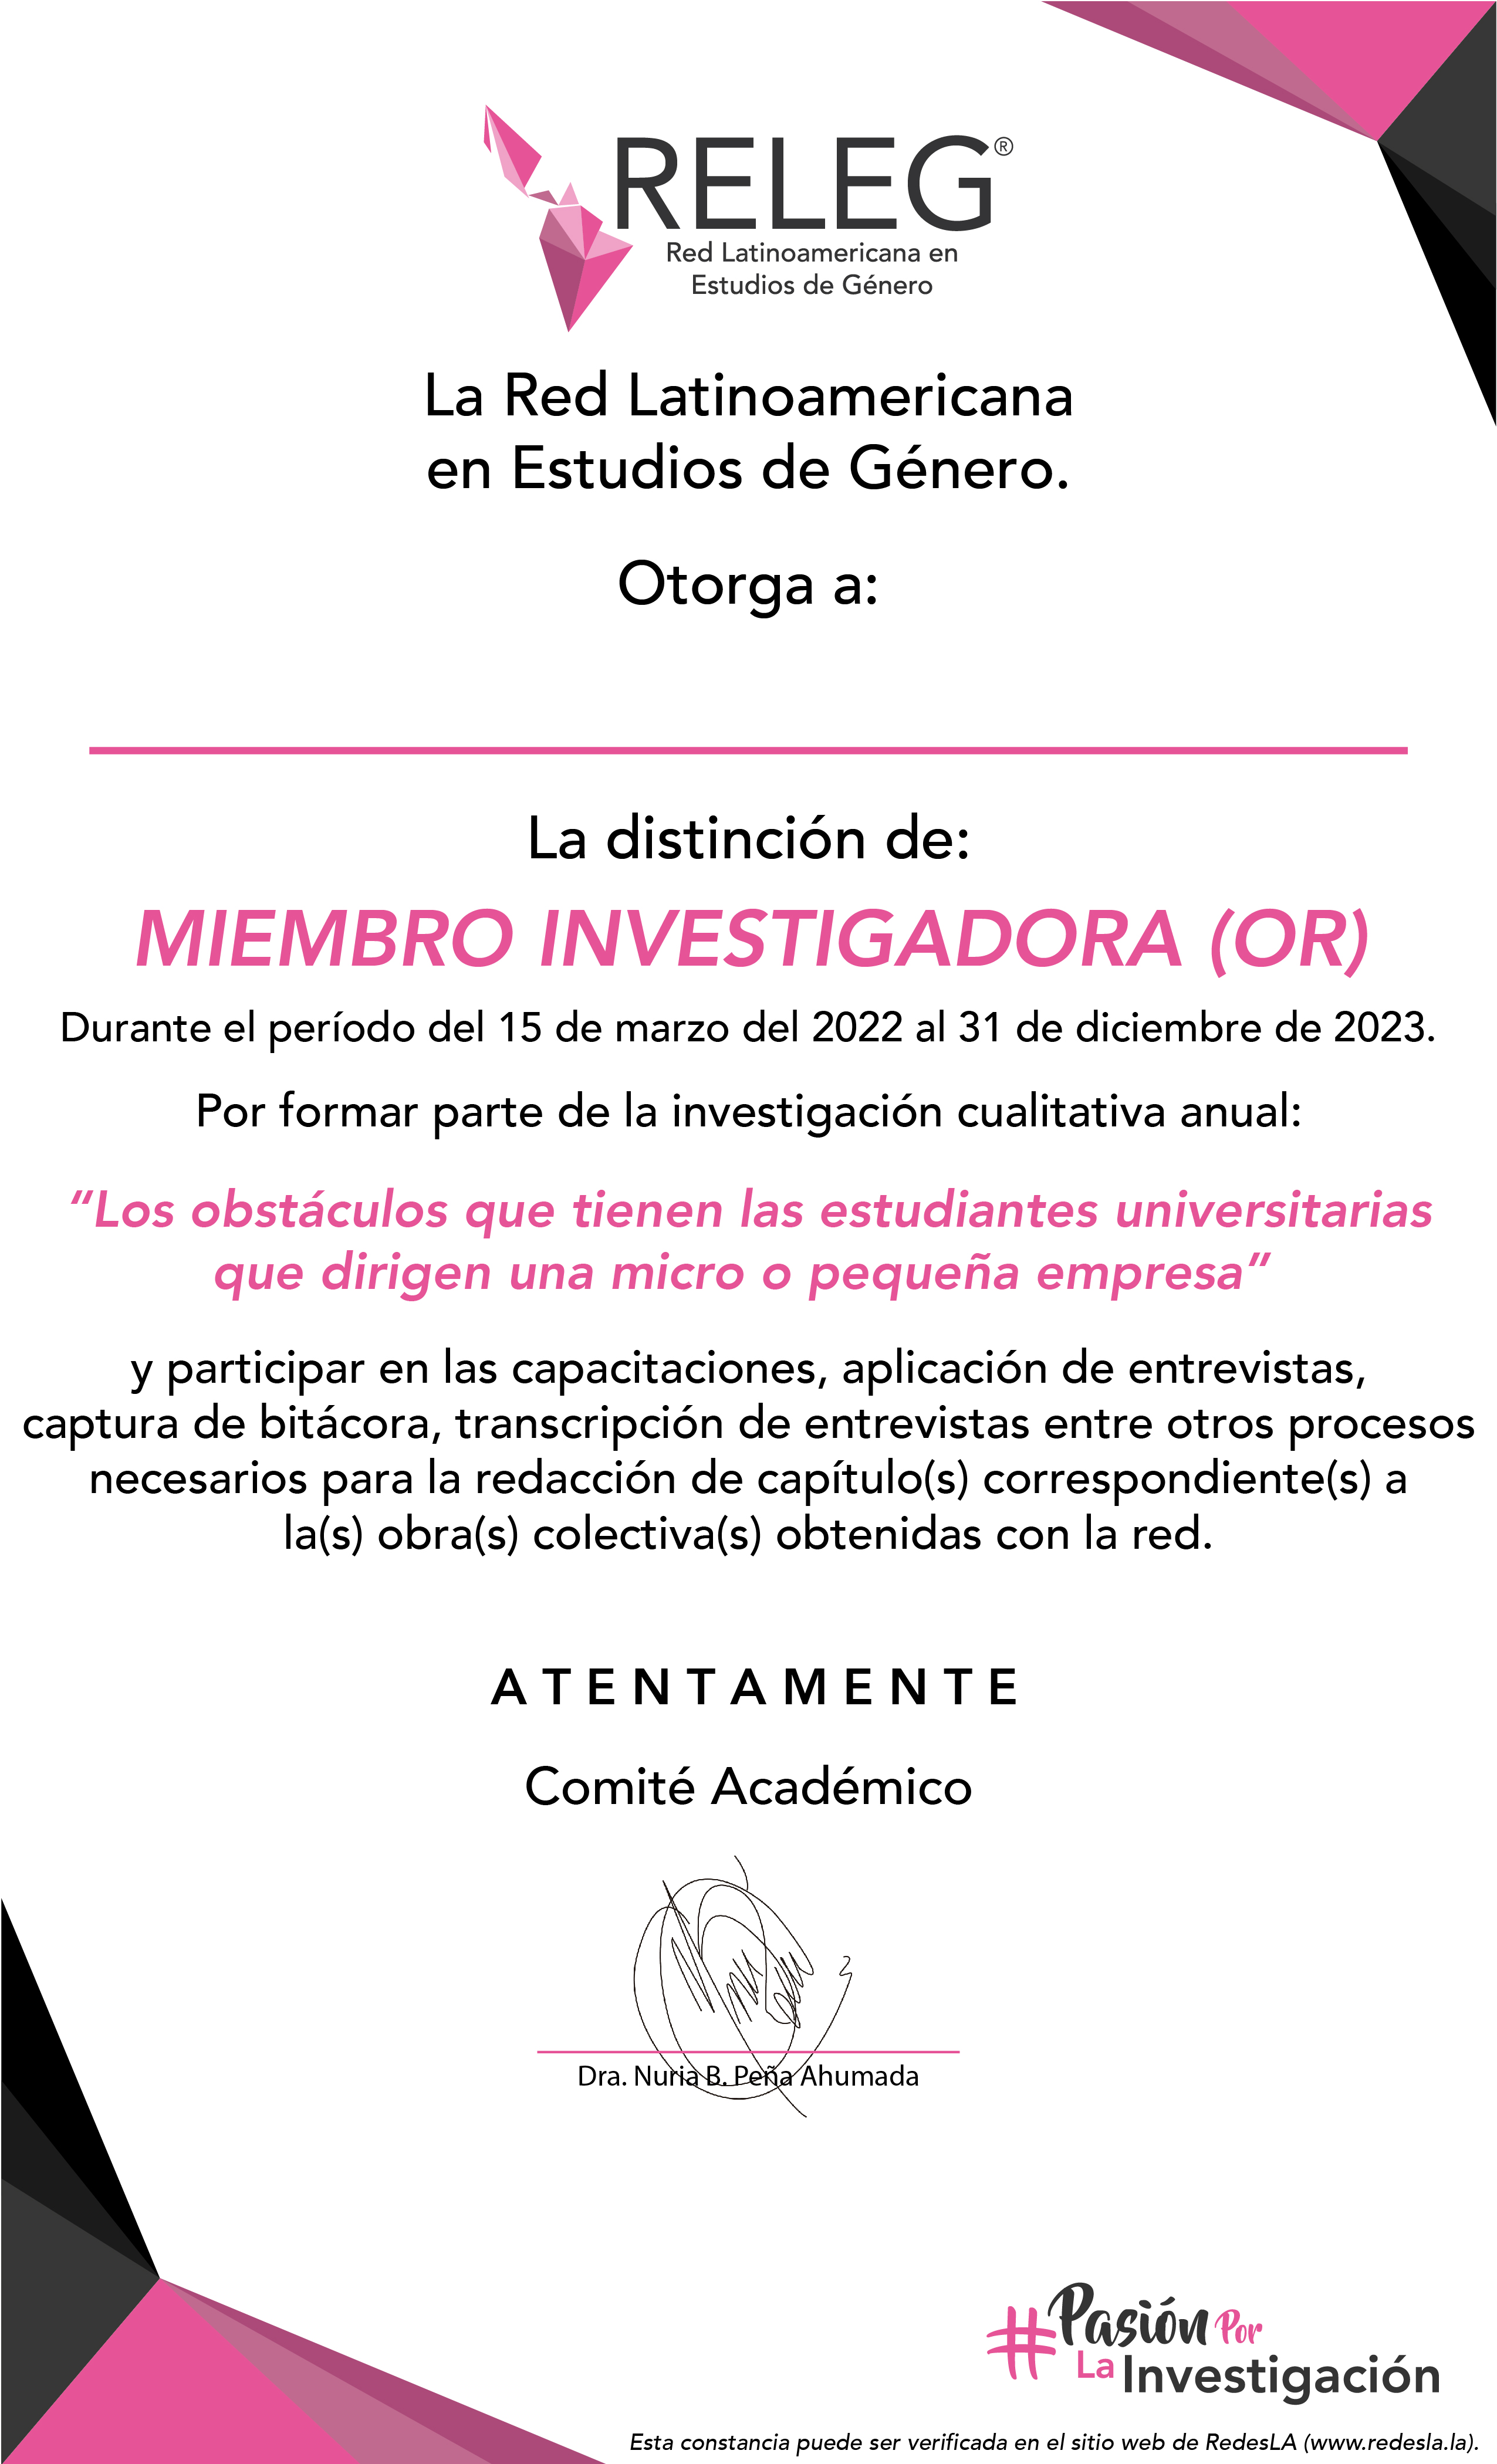 RELEG®
Red Latinoamericana en
Estudios de Género
La Red Latinoamericana
en Estudios de Género.
Otorga a:
La distinción de:
MIEMBRO INVESTIGADORA (OR)
Durante el período del 15 de marzo del 2022 al 31 de diciembre de 2023.
Por formar parte de la investigación cualitativa anual:
“Los obstáculos que tienen las estudiantes universitarias
que dirigen una micro o pequeña empresa”
y participar en las capacitaciones, aplicación de entrevistas,
captura de bitácora, transcripción de entrevistas entre otros procesos
necesarios para la redacción de capítulo(s) correspondiente(s) a
la(s) obra(s) colectiva(s) obtenidas con la red.
ATENTAMENTE
Comité Académico
Dra. Nuria B. Peña Ahumada
#Pasión Por
La Investigación
Esta constancia puede ser verificada en el sitio web de RedesLA (www.redesla.la).